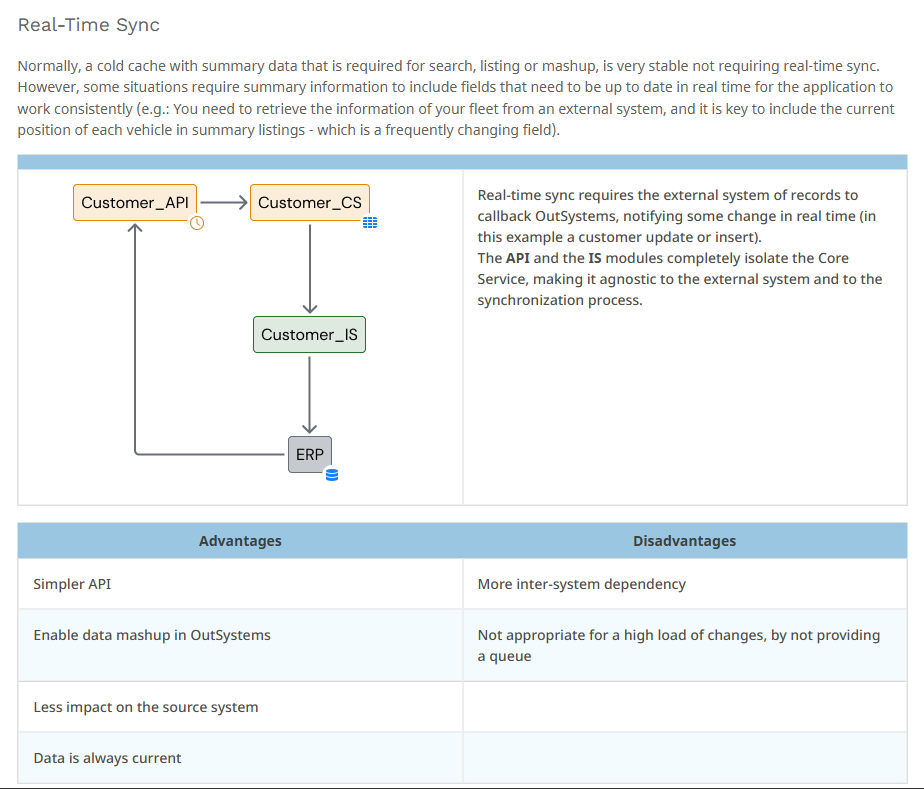 Real-Time Sync
Normally, a cold cache with summary data that is required for search, listing or mashup, is very stable not requiring real-time sync.
However, some situations require summary information to include fields that need to be up to date in real time for the application to
work consistently (e.g.: You need to retrieve the information of your fleet from an external system, and it is key to include the current
position of each vehicle in summary listings - which is a frequently changing field).
Customer_API
Customer_CS
Customer_IS
ERP
Real-time sync requires the external system of records to
callback OutSystems, notifying some change in real time (in
this example a customer update or insert).
The API and the IS modules completely isolate the Core
Service, making it agnostic to the external system and to the
synchronization process.
Advantages
Disadvantages
Simpler API
More inter-system dependency
Enable data mashup in OutSystems
Not appropriate for a high load of changes, by not providing
a queue
Less impact on the source system
Data is always current